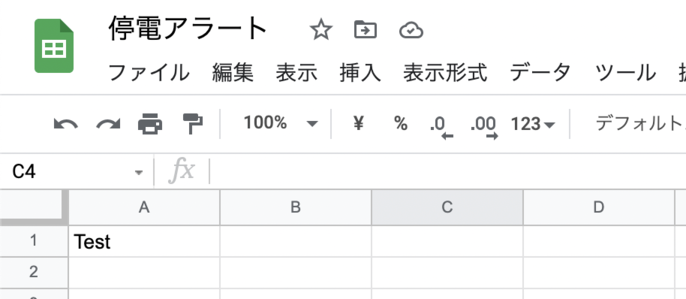 停電アラート
ファイル 編集 表示 挿入 表示形式 データ ツール
100% ¥ % .0 .00 123 デフォルト
C4 fx
A B C D
1 Test
2